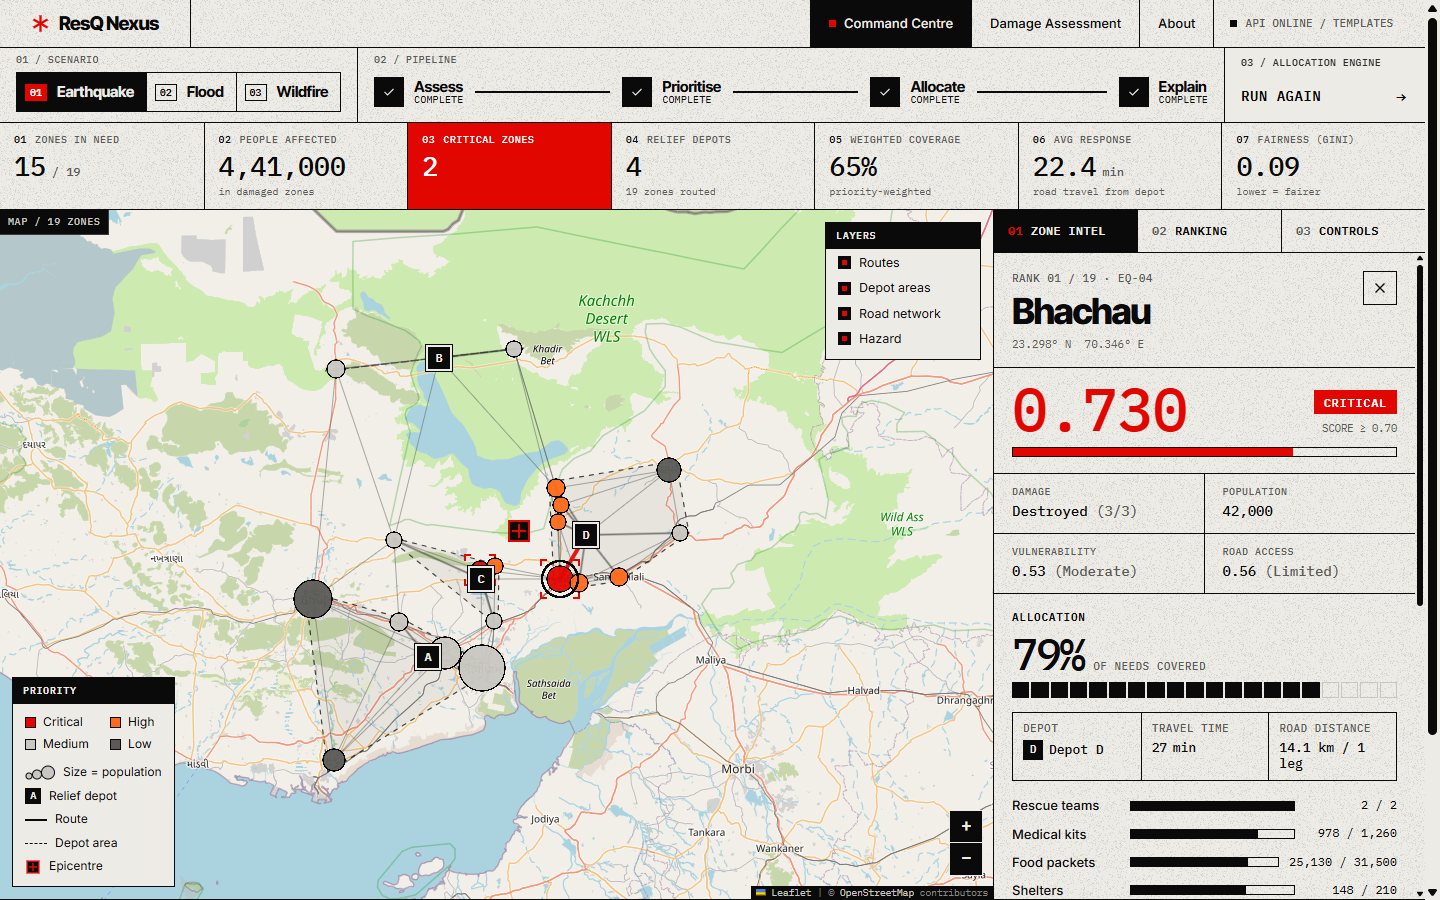 ResQ Nexus
Command Centre
Damage Assessment
About
API ONLINE / TEMPLATES
01 / SCENARIO
01 Earthquake
02 Flood
03 Wildfire
02 / PIPELINE
Assess
COMPLETE
Prioritise
COMPLETE
Allocate
COMPLETE
Explain
COMPLETE
03 / ALLOCATION ENGINE
RUN AGAIN →
01 ZONES IN NEED
15 / 19
02 PEOPLE AFFECTED
4,41,000
in damaged zones
03 CRITICAL ZONES
2
04 RELIEF DEPOTS
4
19 zones routed
05 WEIGHTED COVERAGE
65%
priority-weighted
06 AVG RESPONSE
22.4 min
road travel from depot
07 FAIRNESS (GINI)
0.09
lower = fairer
MAP / 19 ZONES
LAYERS
Routes
Depot areas
Road network
Hazard
Kachchh
Desert
WLS
Khadir
Bet
B
દયાપર
Wild Ass
WLS
નખત્રાણા
D
C
A
Maliya
Halvad
Sathsaida
Bet
Morbi
Jodiya
Tankara
Wankaner
માંડવી
PRIORITY
Critical
High
Medium
Low
Size = population
A Relief depot
Route
Depot area
Epicentre
+
−
Leaflet | © OpenStreetMap contributors
01 ZONE INTEL
02 RANKING
03 CONTROLS
RANK 01 / 19 · EQ-04
Bhachau
23.298° N 70.346° E
0.730
CRITICAL
SCORE ≥ 0.70
DAMAGE
Destroyed (3/3)
POPULATION
42,000
VULNERABILITY
0.53 (Moderate)
ROAD ACCESS
0.56 (Limited)
ALLOCATION
79% OF NEEDS COVERED
DEPOT
D Depot D
TRAVEL TIME
27 min
ROAD DISTANCE
14.1 km / 1
leg
Rescue teams 2 / 2
Medical kits 978 / 1,260
Food packets 25,130 / 31,500
Shelters 148 / 210